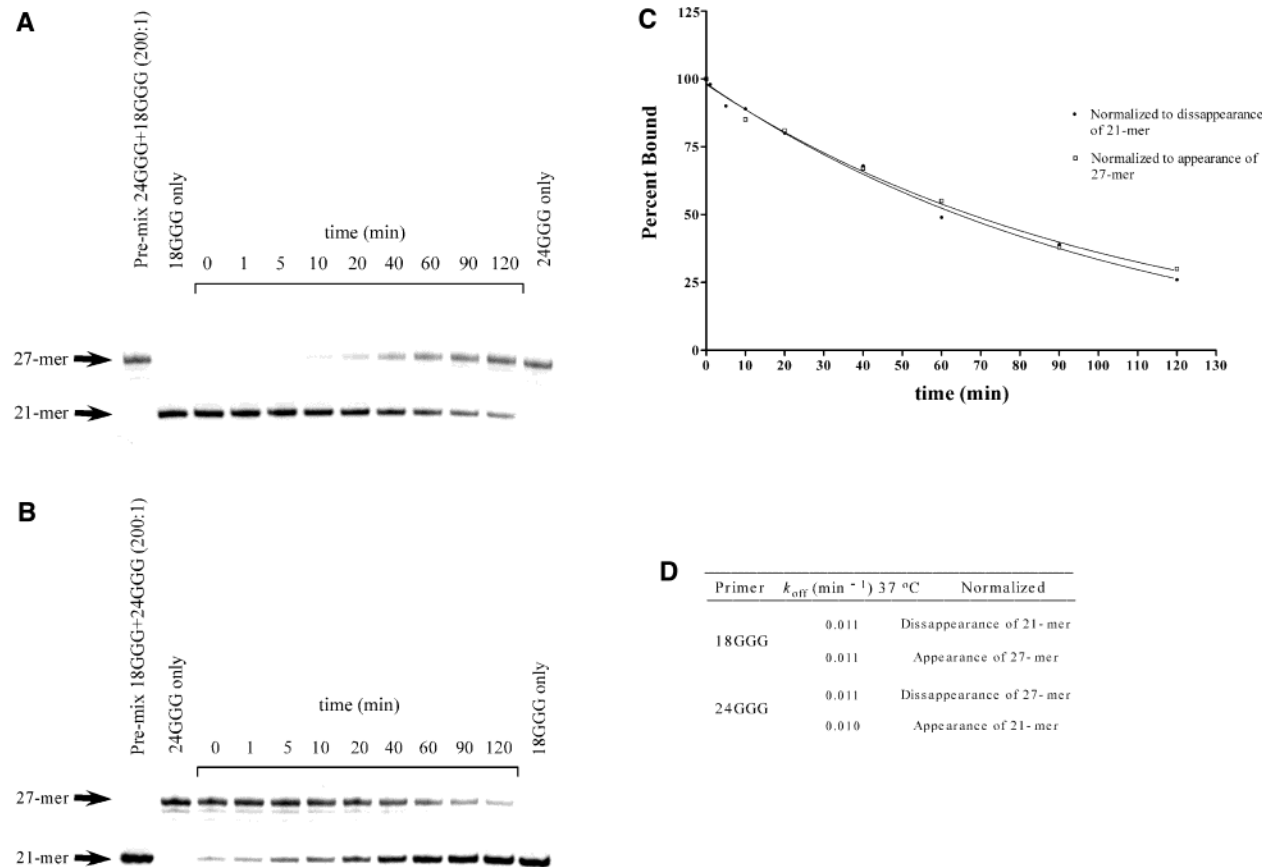 A
Pre-mix 24GGG+18GGG (200:1)
18GGG only
time (min)
0 1 5 10 20 40 60 90 120
24GGG only
27-mer
21-mer
B
Pre-mix 18GGG+24GGG (200:1)
24GGG only
time (min)
0 1 5 10 20 40 60 90 120
18GGG only
27-mer
21-mer
C
Percent Bound
125
100
75
50
25
0
0 10 20 30 40 50 60 70 80 90 100 110 120 130
time (min)
Normalized to dissappearance
of 21-mer
Normalized to appearance of
27-mer
D
Primer koff (min -1) 37 °C Normalized
18GGG
0.011 Dissappearance of 21-mer
0.011 Appearance of 27-mer
24GGG
0.011 Dissappearance of 27-mer
0.010 Appearance of 21-mer